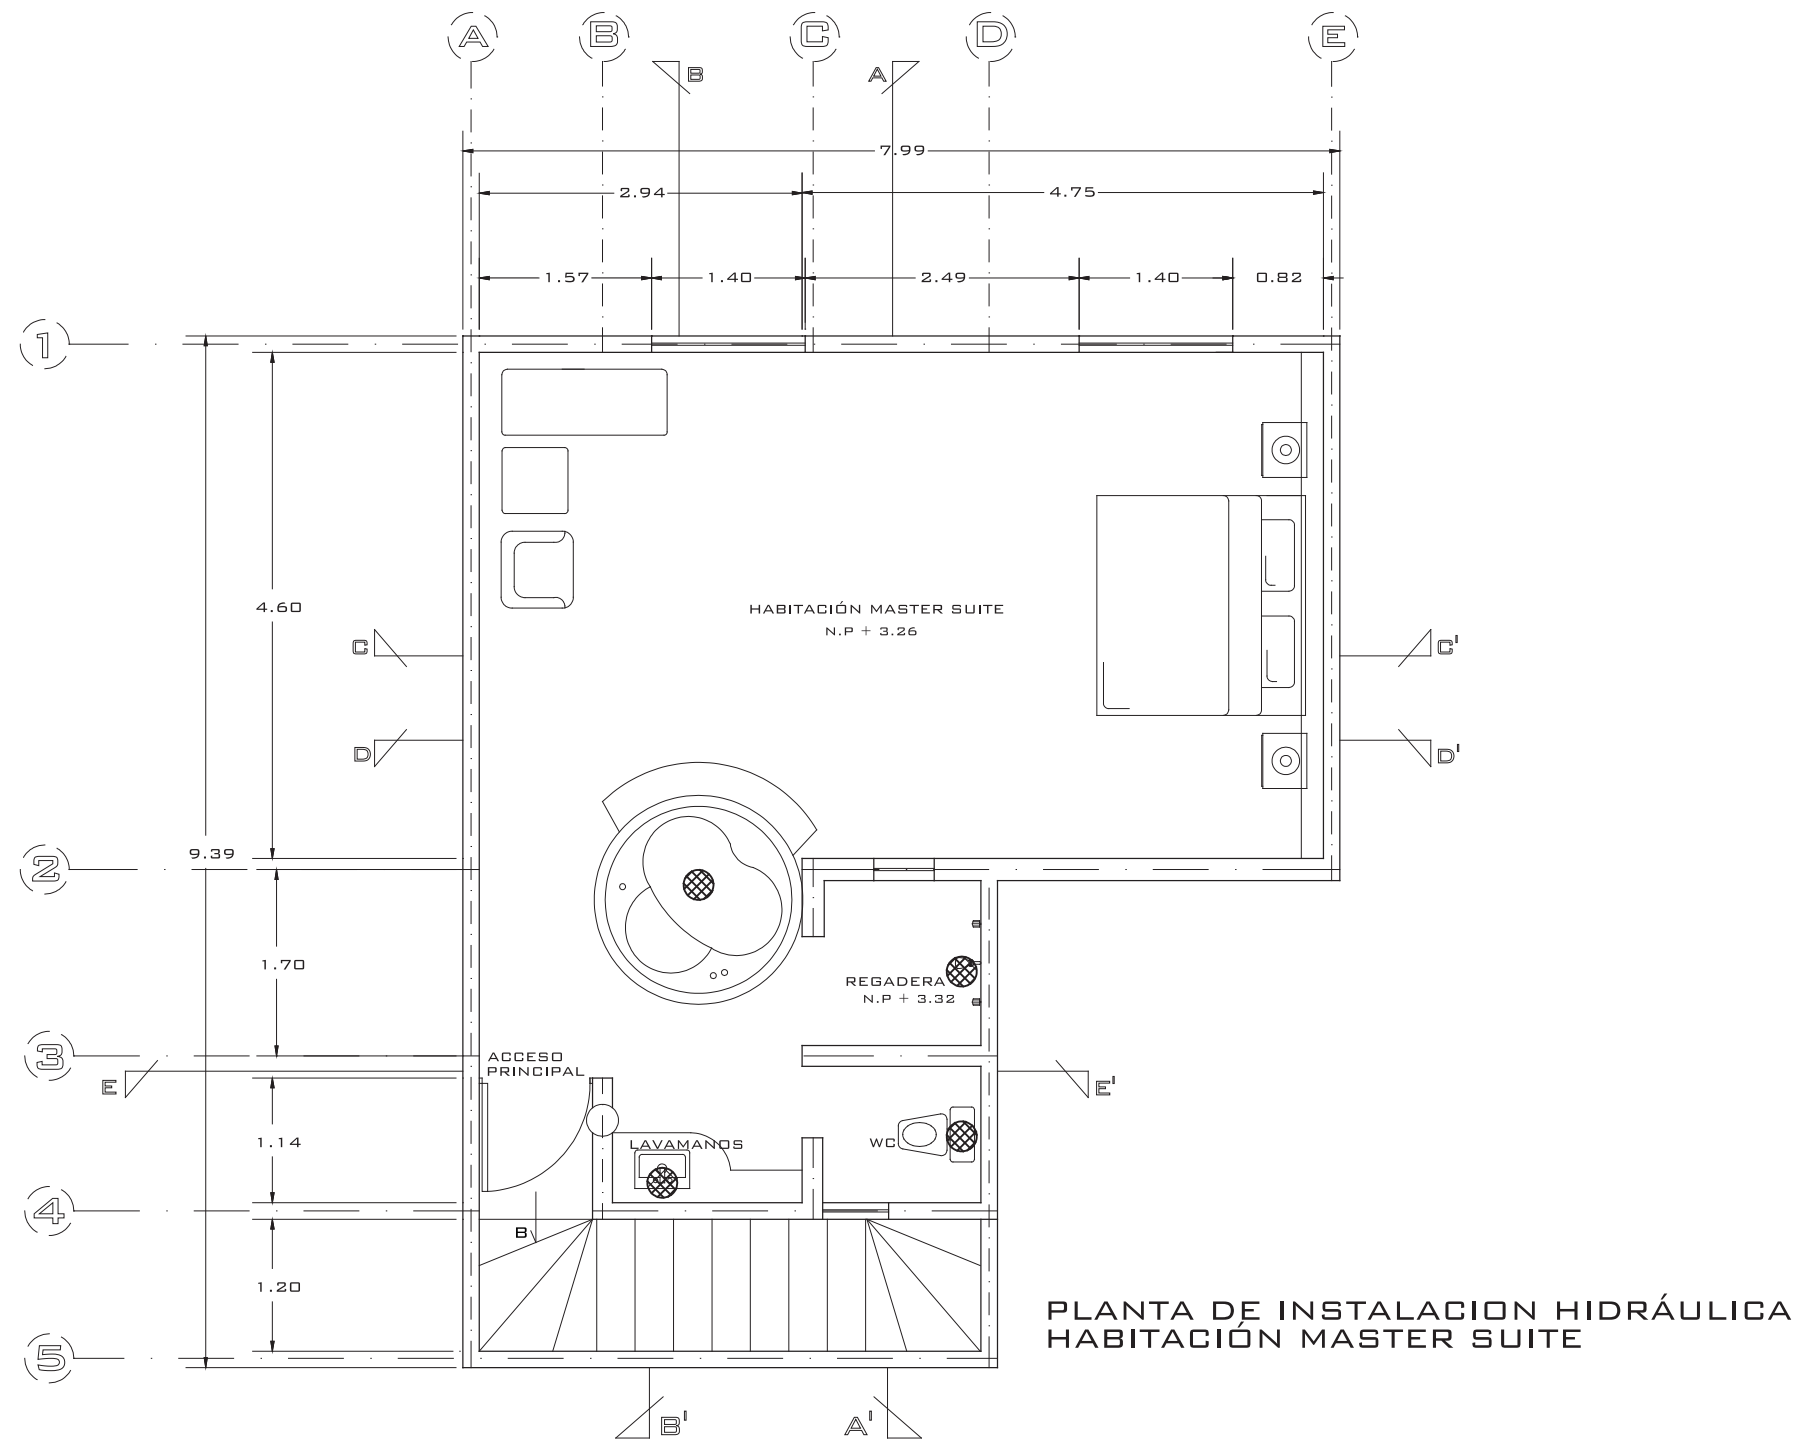 A B C D E
B A
7.99
2.94 4.75
1.57 1.40 2.49 1.40 0.82
1
4.60
HABITACIÓN MASTER SUITE
N.P + 3.26
C C'
D D'
9.39
2
1.70
REGADERA
N.P + 3.32
3
ACCESO
PRINCIPAL
E E'
1.14
LAVAMANOS
WC
4
B
1.20
PLANTA DE INSTALACION HIDRÁULICA
HABITACIÓN MASTER SUITE
5
B' A'